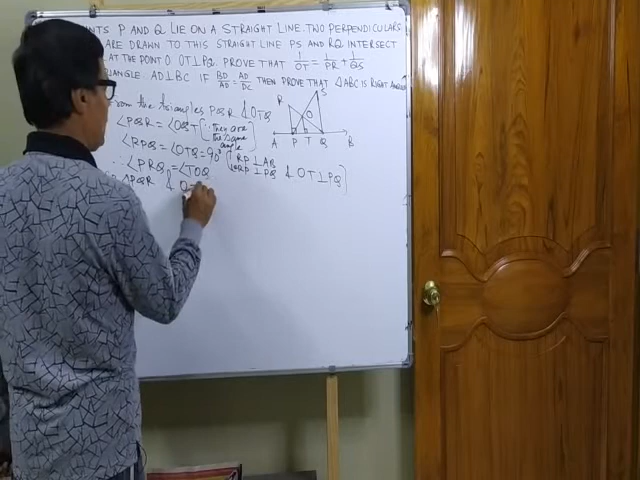 NTS P AND Q LIE ON A STRAIGHT LINE. TWO PERPENDICULARS
ARE DRAWN TO THIS STRAIGHT LINE PS AND RQ INTERSECT
AT THE POINT O OT⊥PQ, PROVE THAT 1/OT = 1/PR + 1/QS
ANGLE AD⊥BC IF BD/AD = AD/DC THEN PROVE THAT △ABC IS RIGHT ANGLED
From the triangles PQR & OTQ
∠PQR = ∠OQT [∵ they are the same angle]
∠RPQ = ∠OTQ = 90° [∵ RP ⊥ AB ∴ RP ⊥ PQ & OT ⊥ PQ]
∴ ∠PRQ = ∠TOQ
△PQR & O
R S O
A P T Q B